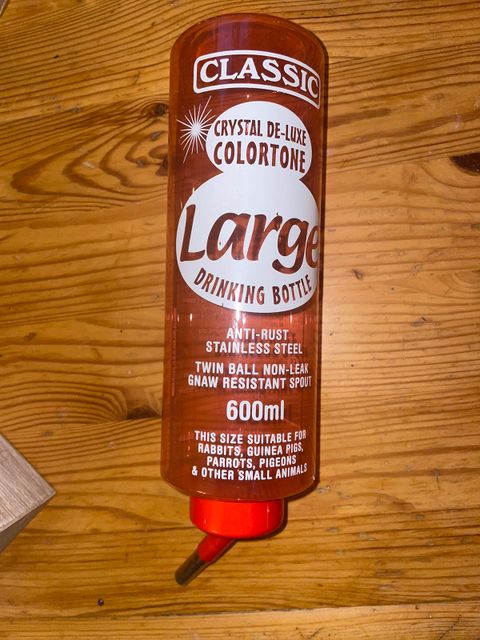 CLASSIC
CRYSTAL DE-LUXE
COLORTONE
Large
DRINKING BOTTLE
ANTI-RUST
STAINLESS STEEL
TWIN BALL NON-LEAK
GNAW RESISTANT SPOUT
600ml
THIS SIZE SUITABLE FOR
RABBITS, GUINEA PIGS,
PARROTS, PIGEONS
& OTHER SMALL ANIMALS